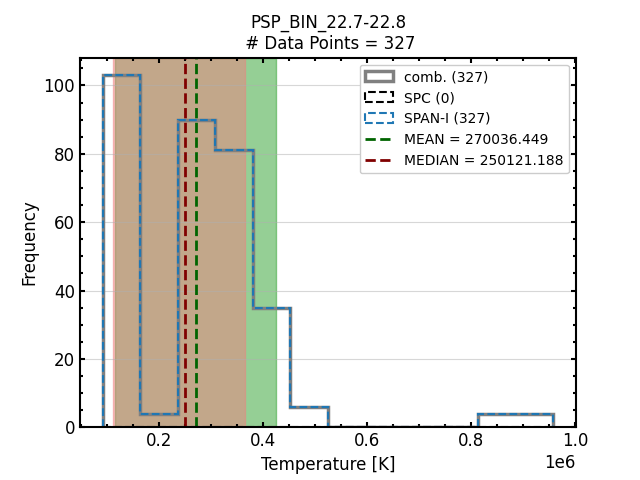 PSP_BIN_22.7-22.8
# Data Points = 327
comb. (327)
SPC (0)
SPAN-I (327)
MEAN = 270036.449
MEDIAN = 250121.188
Frequency
100
80
60
40
20
0
0.2 0.4 0.6 0.8 1.0
1e6
Temperature [K]